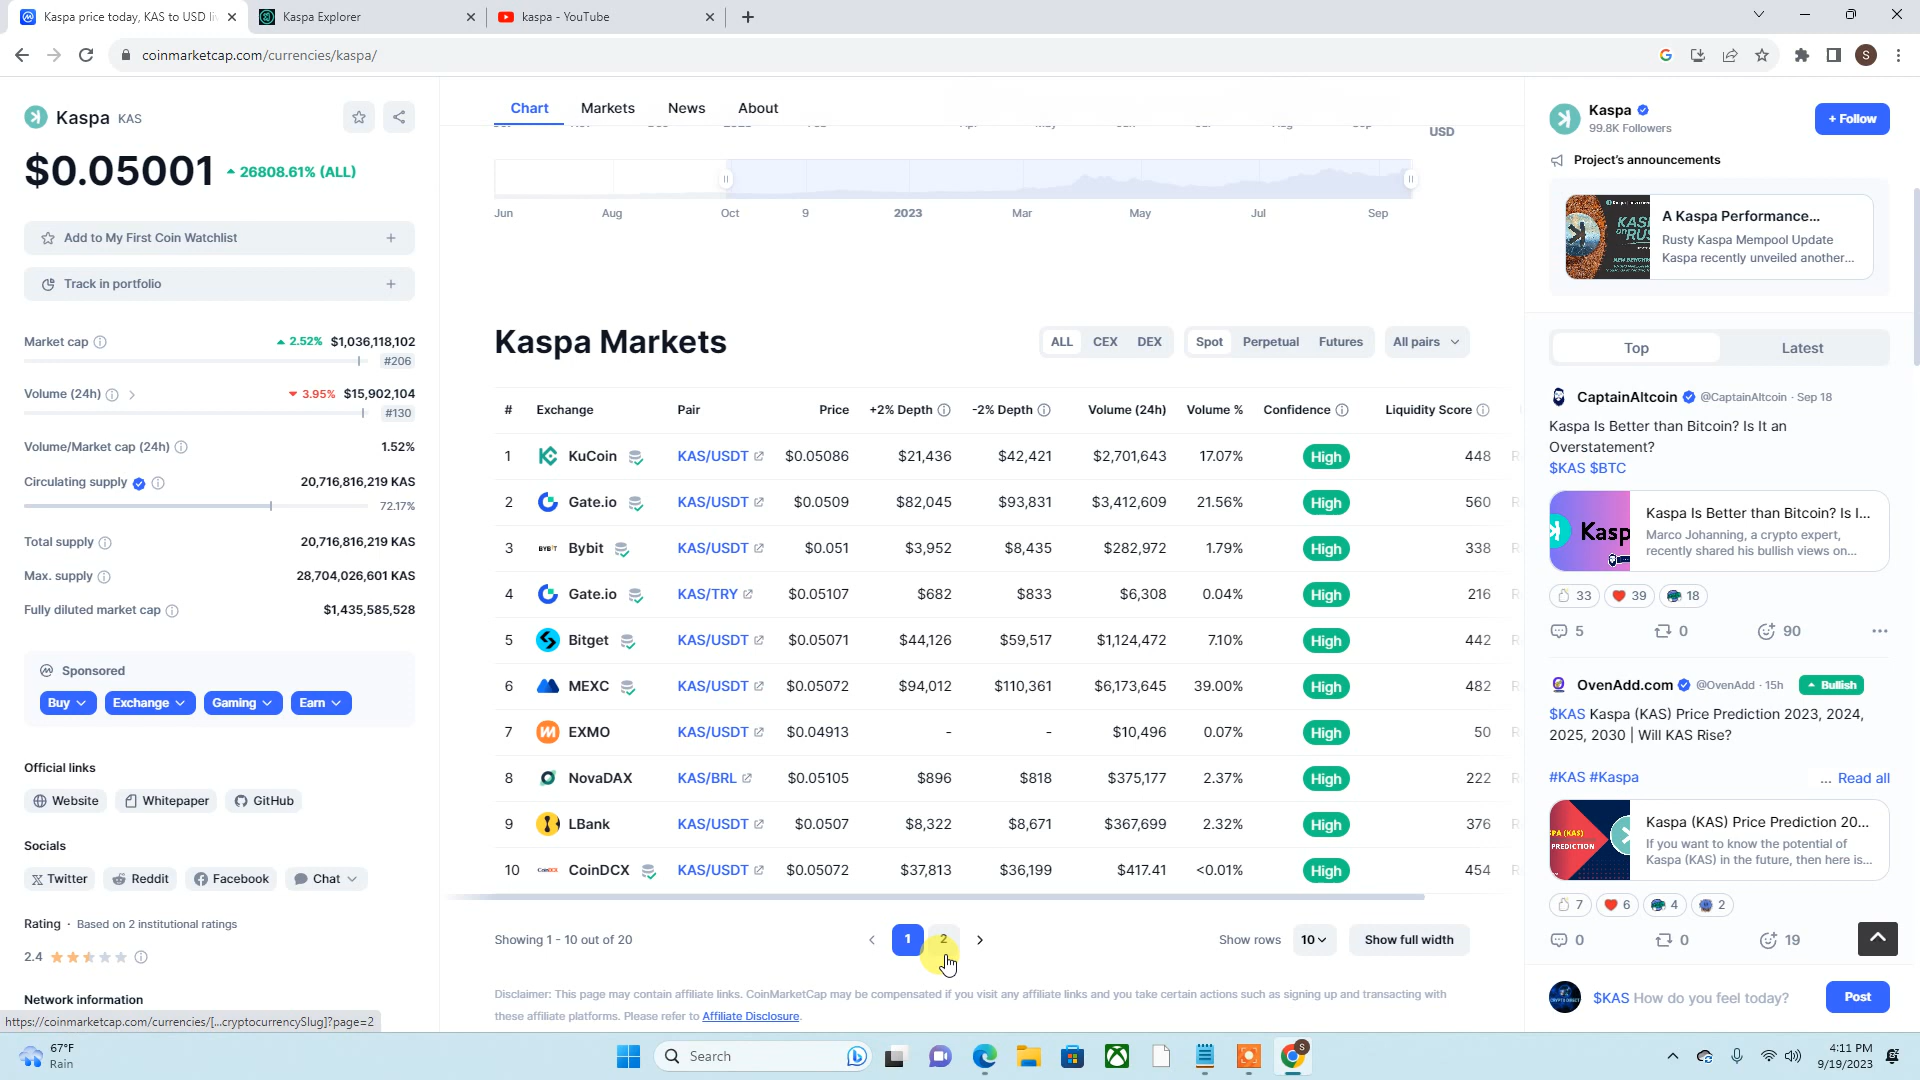 Kaspa price today, KAS to USD li
Kaspa Explorer
kaspa - YouTube
coinmarketcap.com/currencies/kaspa/
S
Kaspa KAS
$0.05001 26808.61% (ALL)
Add to My First Coin Watchlist
Track in portfolio
Market cap 2.52% $1,036,118,102
#206
Volume (24h) 3.95% $15,902,104
#130
Volume/Market cap (24h) 1.52%
Circulating supply 20,716,816,219 KAS
72.17%
Total supply 20,716,816,219 KAS
Max. supply 28,704,026,601 KAS
Fully diluted market cap $1,435,585,528
Sponsored
Buy Exchange Gaming Earn
Official links
Website Whitepaper GitHub
Socials
Twitter Reddit Facebook Chat
Rating · Based on 2 institutional ratings
2.4
Network information
https://coinmarketcap.com/currencies/[...cryptocurrencySlug]?page=2
Chart Markets News About
USD
Jun Aug Oct 9 2023 Mar May Jul Sep
Kaspa Markets
ALL CEX DEX Spot Perpetual Futures All pairs
# Exchange Pair Price +2% Depth -2% Depth Volume (24h) Volume % Confidence Liquidity Score
1 KuCoin KAS/USDT $0.05086 $21,436 $42,421 $2,701,643 17.07% High 448
2 Gate.io KAS/USDT $0.0509 $82,045 $93,831 $3,412,609 21.56% High 560
3 BYBIT Bybit KAS/USDT $0.051 $3,952 $8,435 $282,972 1.79% High 338
4 Gate.io KAS/TRY $0.05107 $682 $833 $6,308 0.04% High 216
5 Bitget KAS/USDT $0.05071 $44,126 $59,517 $1,124,472 7.10% High 442
6 MEXC KAS/USDT $0.05072 $94,012 $110,361 $6,173,645 39.00% High 482
7 EXMO KAS/USDT $0.04913 - - $10,496 0.07% High 50
8 NovaDAX KAS/BRL $0.05105 $896 $818 $375,177 2.37% High 222
9 LBank KAS/USDT $0.0507 $8,322 $8,671 $367,699 2.32% High 376
10 CoinDCX KAS/USDT $0.05072 $37,813 $36,199 $417.41 <0.01% High 454
Showing 1 - 10 out of 20
1 2
Show rows 10 Show full width
Disclaimer: This page may contain affiliate links. CoinMarketCap may be compensated if you visit any affiliate links and you take certain actions such as signing up and transacting with
these affiliate platforms. Please refer to Affiliate Disclosure.
Kaspa
99.8K Followers
+ Follow
Project's announcements
A Kaspa Performance...
Rusty Kaspa Mempool Update
Kaspa recently unveiled another...
Top Latest
CaptainAltcoin @CaptainAltcoin · Sep 18
Kaspa Is Better than Bitcoin? Is It an
Overstatement?
$KAS $BTC
Kasp
Kaspa Is Better than Bitcoin? Is I...
Marco Johanning, a crypto expert,
recently shared his bullish views on...
33 39 18
5 0 90
OvenAdd.com @OvenAdd · 15h Bullish
$KAS Kaspa (KAS) Price Prediction 2023, 2024,
2025, 2030 | Will KAS Rise?
#KAS #Kaspa ... Read all
PA (KAS)
PREDICTION
Kaspa (KAS) Price Prediction 20...
If you want to know the potential of
Kaspa (KAS) in the future, then here is...
7 6 4 2
0 0 19
$KAS How do you feel today?
Post
67°F
Rain
Search
S
4:11 PM
9/19/2023